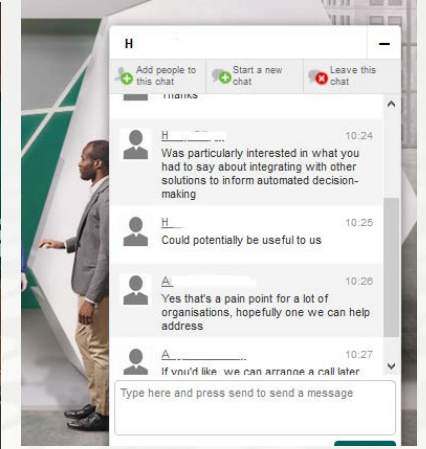 H
Add people to this chat
Start a new chat
Leave this chat
Thanks
H 10:24
Was particularly interested in what you
had to say about integrating with other
solutions to inform automated decision-
making
H 10:25
Could potentially be useful to us
A 10:26
Yes that's a pain point for a lot of
organisations, hopefully one we can help
address
A 10:27
If you'd like, we can arrange a call later
Type here and press send to send a message